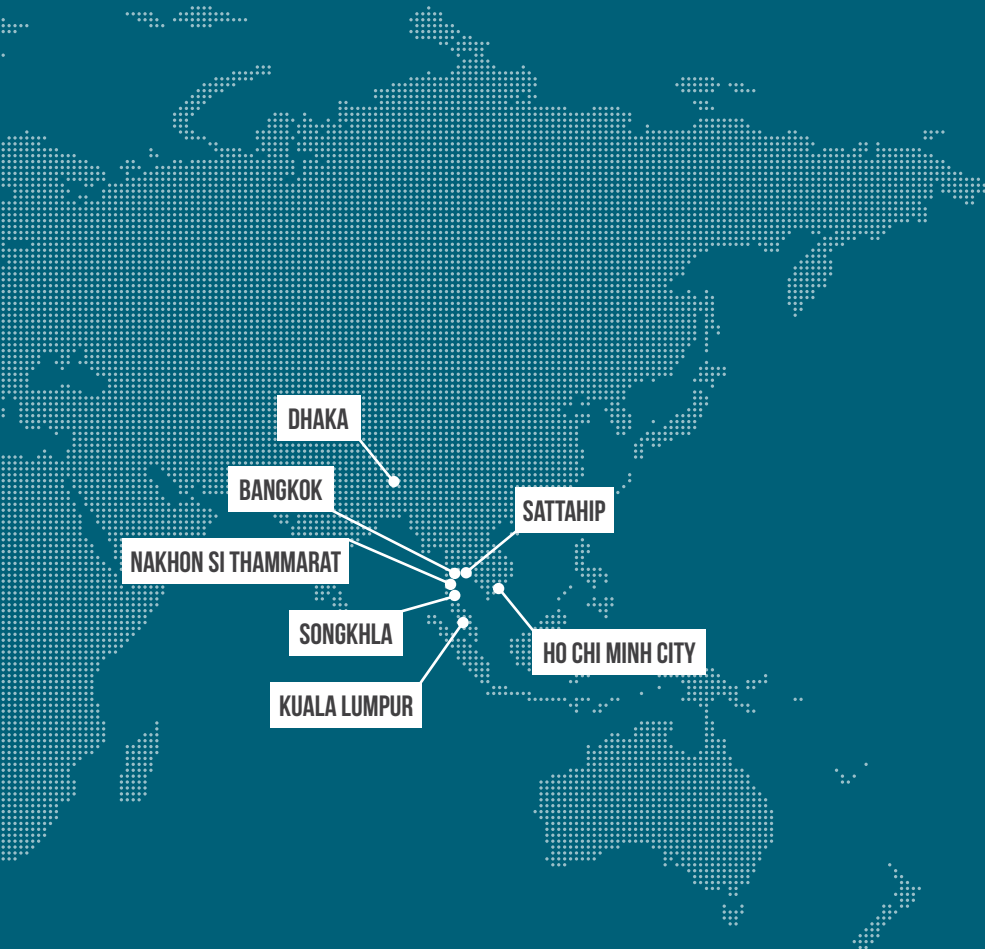 DHAKA
BANGKOK
SATTAHIP
NAKHON SI THAMMARAT
SONGKHLA
HO CHI MINH CITY
KUALA LUMPUR